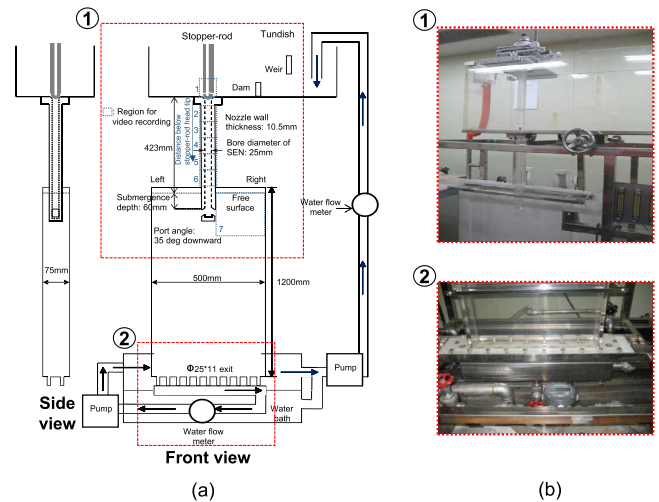 1
Stopper-rod
Tundish
Weir
Dam
1
: Region for
video recording
Distance below
stopper-rod head tip
2
3
4
5
6
Nozzle wall
thickness: 10.5mm
Bore diameter of
SEN: 25mm
423mm
Left
Right
Submergence
depth: 60mm
Free
surface
7
Port angle:
35 deg downward
Water flow
meter
75mm
500mm
1200mm
2
Φ25*11 exit
Pump
Pump
Side
view
Water
bath
Water flow
meter
Front view
(a)
1
2
(b)